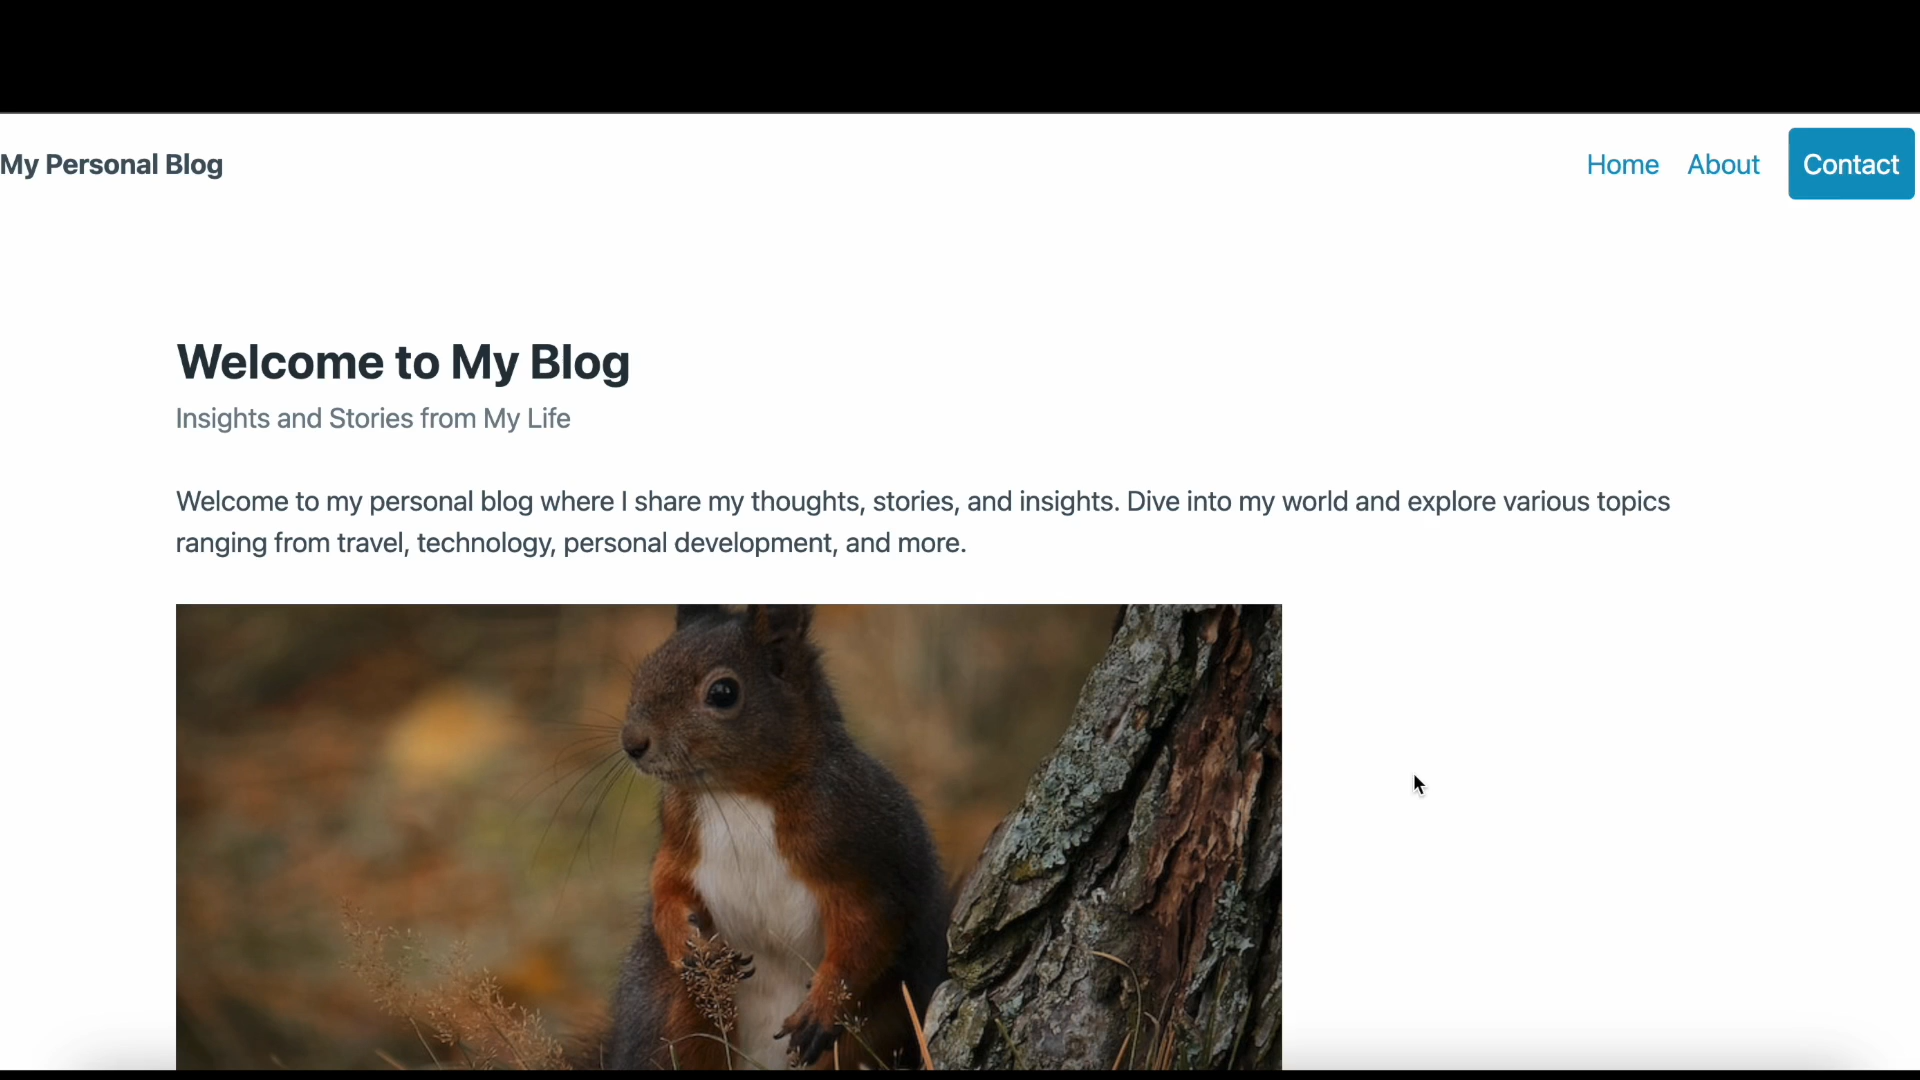 My Personal Blog
Home About Contact
Welcome to My Blog
Insights and Stories from My Life
Welcome to my personal blog where I share my thoughts, stories, and insights. Dive into my world and explore various topics
ranging from travel, technology, personal development, and more.